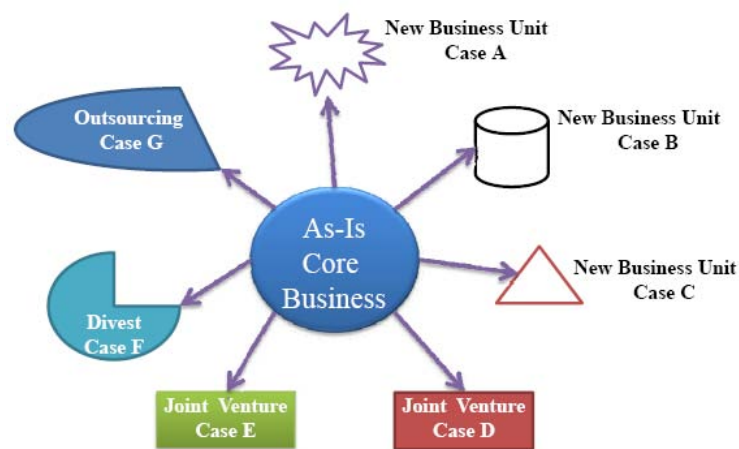 New Business Unit
Case A
Outsourcing
Case G
New Business Unit
Case B
As-Is
Core
Business
New Business Unit
Case C
Divest
Case F
Joint Venture
Case E
Joint Venture
Case D